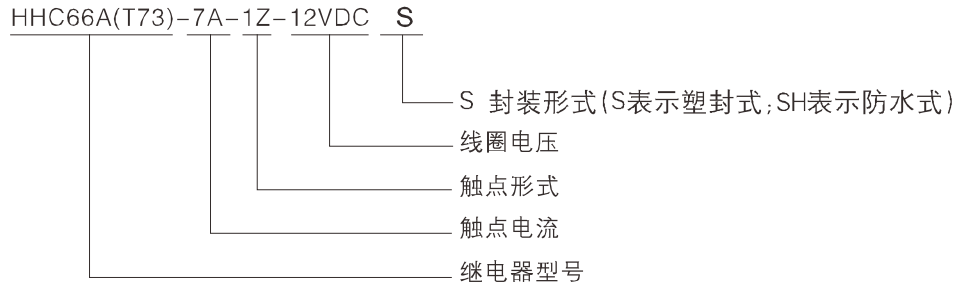 HHC66A(T73)-7A-1Z-12VDC S
S 封装形式(S表示塑封式;SH表示防水式)
线圈电压
触点形式
触点电流
继电器型号